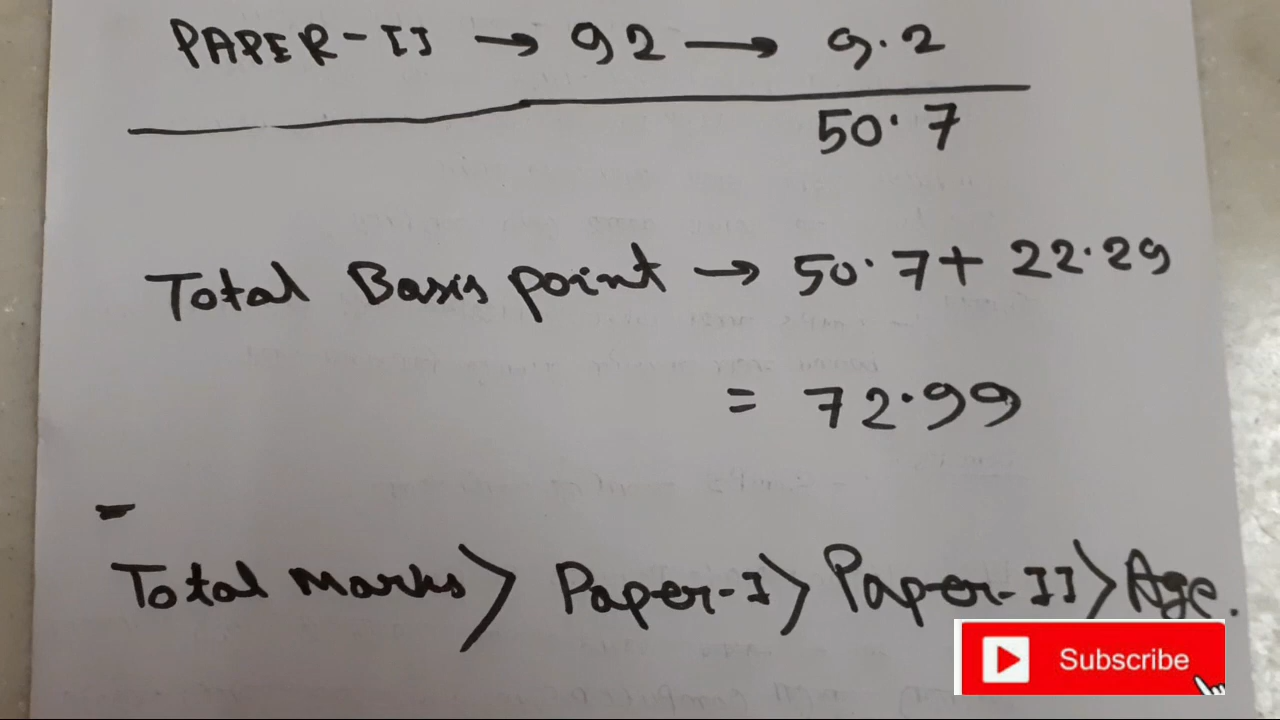 PAPER-II → 92 → 9.2
50.7
Total Basis point → 50.7 + 22.29
= 72.99
-
Total marks > Paper-I > Paper-II > Age.
Subscribe